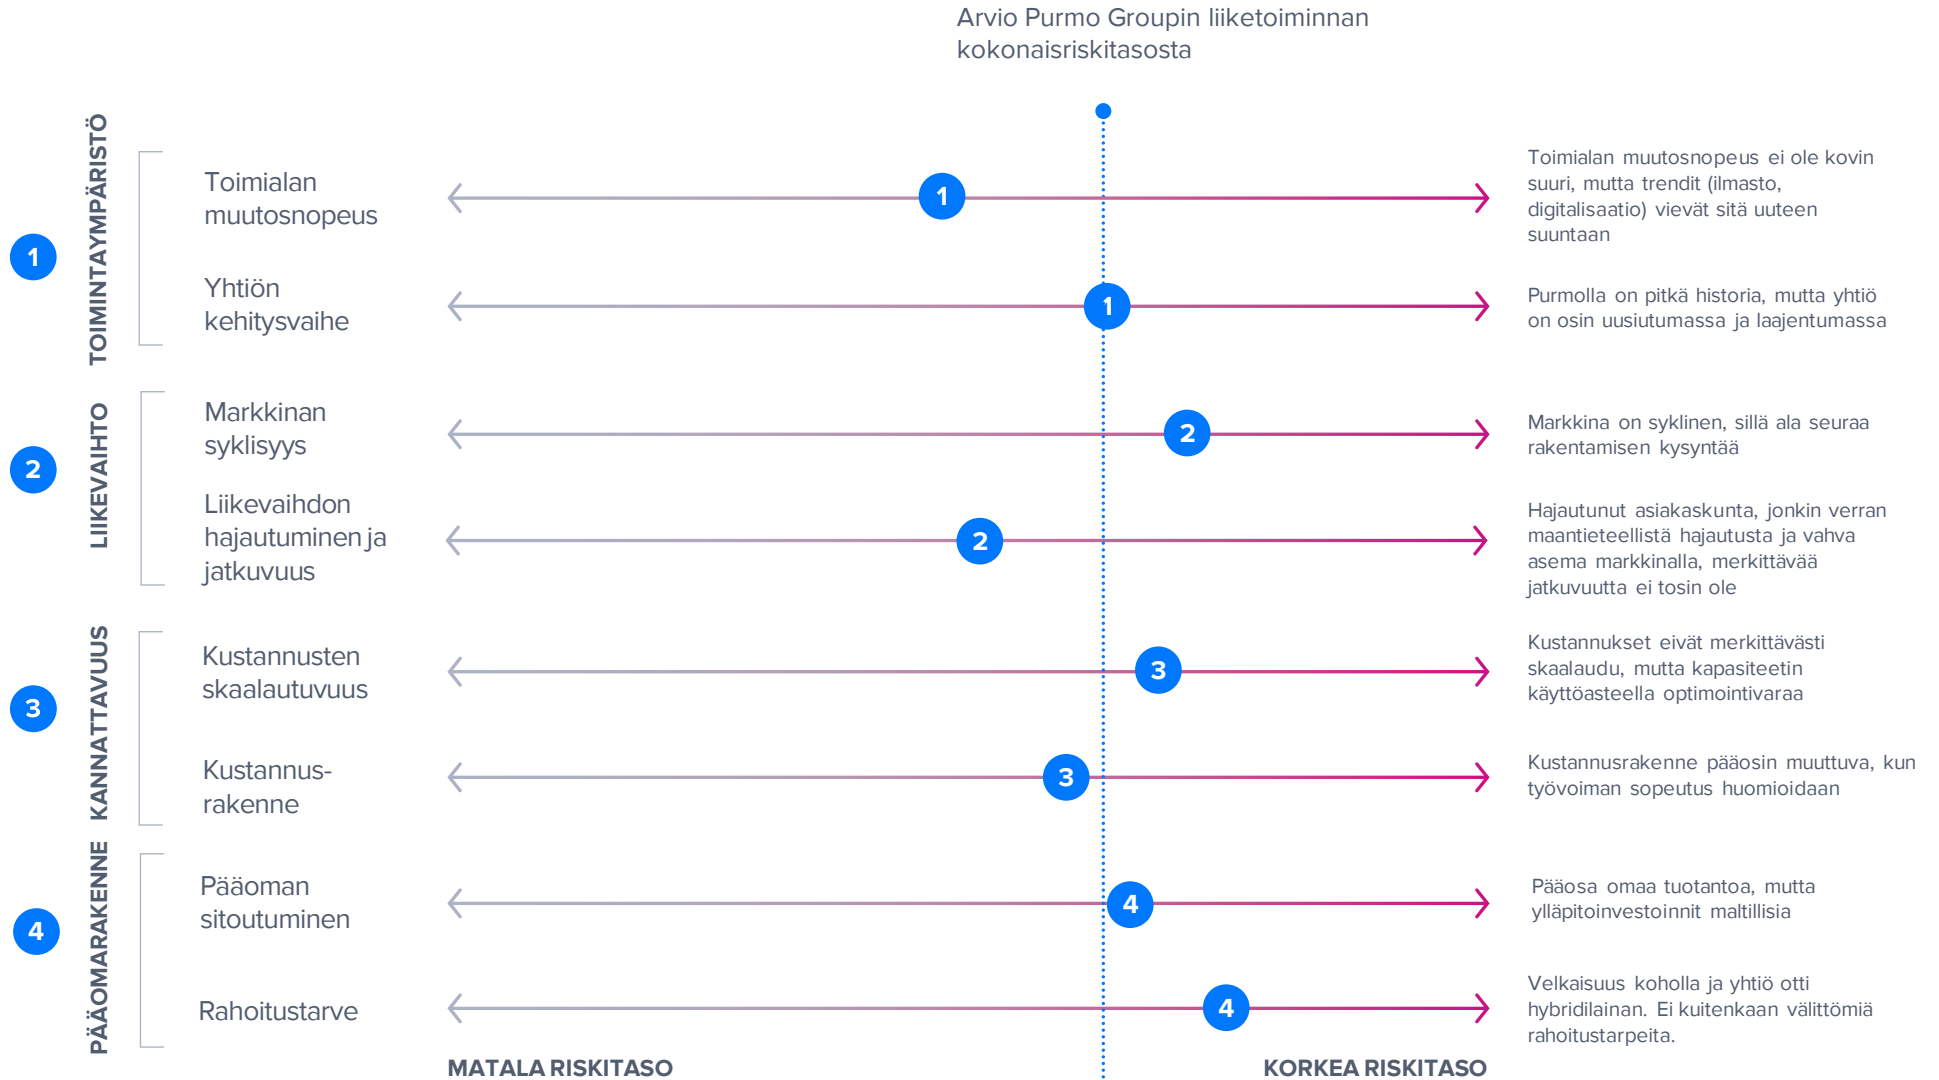 Arvio Purmo Groupin liiketoiminnan
kokonaisriskitasosta
1
TOIMINTAYMPÄRISTÖ
Toimialan
muutosnopeus
1
Toimialan muutosnopeus ei ole kovin
suuri, mutta trendit (ilmasto,
digitalisaatio) vievät sitä uuteen
suuntaan
Yhtiön
kehitysvaihe
1
Purmolla on pitkä historia, mutta yhtiö
on osin uusiutumassa ja laajentumassa
2
LIIKEVAIHTO
Markkinan
syklisyys
2
Markkina on syklinen, sillä ala seuraa
rakentamisen kysyntää
Liikevaihdon
hajautuminen ja
jatkuvuus
2
Hajautunut asiakaskunta, jonkin verran
maantieteellistä hajautusta ja vahva
asema markkinalla, merkittävää
jatkuvuutta ei tosin ole
3
KANNATTAVUUS
Kustannusten
skaalautuvuus
3
Kustannukset eivät merkittävästi
skaalaudu, mutta kapasiteetin
käyttöasteella optimointivaraa
Kustannus-
rakenne
3
Kustannusrakenne pääosin muuttuva, kun
työvoiman sopeutus huomioidaan
4
PÄÄOMARAKENNE
Pääoman
sitoutuminen
4
Pääosa omaa tuotantoa, mutta
ylläpitoinvestoinnit maltillisia
Rahoitustarve
4
Velkaisuus koholla ja yhtiö otti
hybridilainan. Ei kuitenkaan välittömiä
rahoitustarpeita.
MATALA RISKITASO
KORKEA RISKITASO